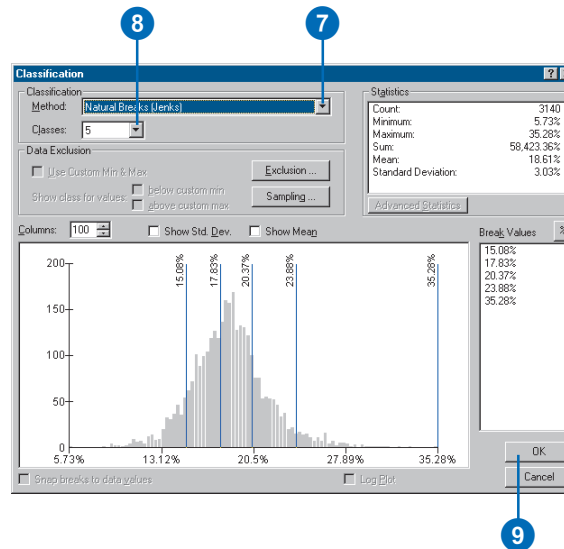 8
7
Classification
?
Classification
Method: Natural Breaks (Jenks)
Classes: 5
Data Exclusion
Use Custom Min & Max
Exclusion ...
Show class for values:
below custom min
above custom max
Sampling ...
Statistics
Count: 3140
Minimum: 5.73%
Maximum: 35.28%
Sum: 58,423.36%
Mean: 18.61%
Standard Deviation: 3.03%
Advanced Statistics
Columns: 100
Show Std. Dev.
Show Mean
Break Values
%
15.08%
17.83%
20.37%
23.88%
35.28%
15.08%
17.83%
20.37%
23.88%
35.28%
200
150
100
50
0
5.73%
13.12%
20.5%
27.89%
35.28%
OK
Cancel
Snap breaks to data values
Log Plot
9